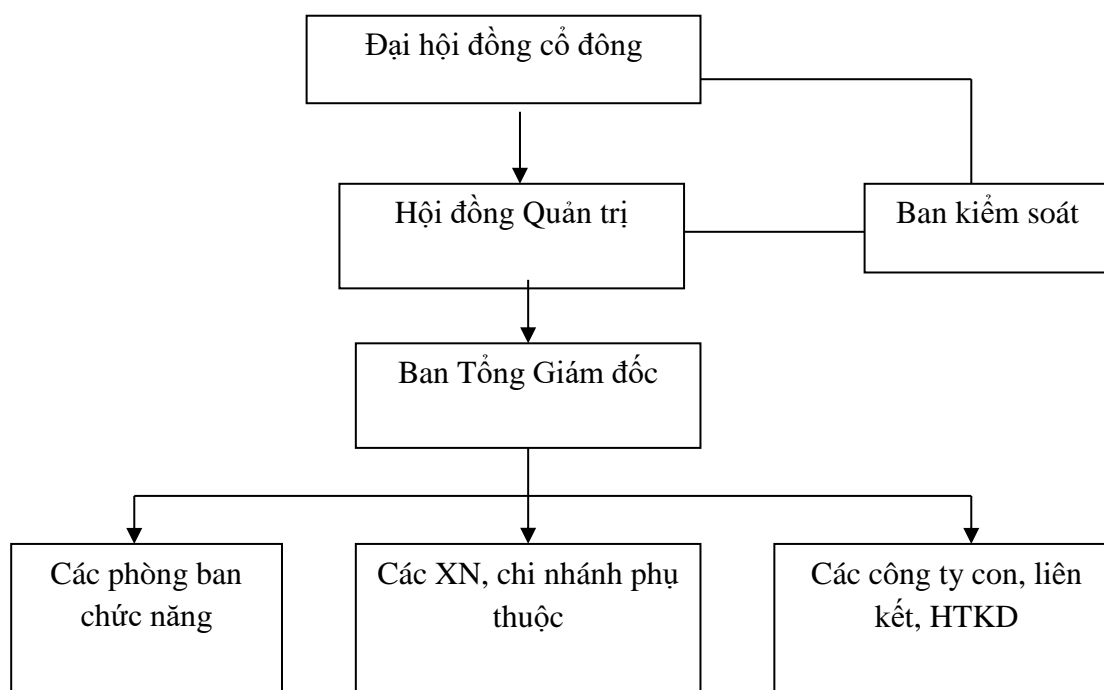 Đại hội đồng cổ đông
Hội đồng Quản trị
Ban kiểm soát
Ban Tổng Giám đốc
Các phòng ban
chức năng
Các XN, chi nhánh phụ
thuộc
Các công ty con, liên
kết, HTKD